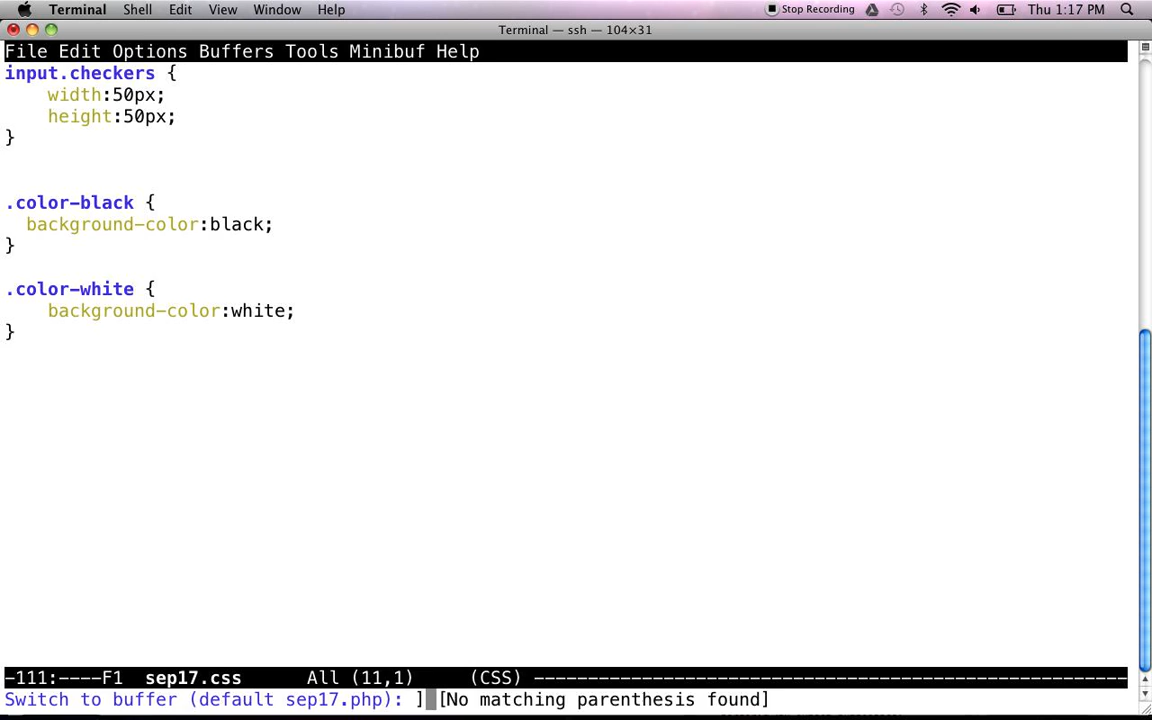 Terminal Shell Edit View Window Help Stop Recording Thu 1:17 PM
Terminal — ssh — 104×31
File Edit Options Buffers Tools Minibuf Help
input.checkers {
    width:50px;
    height:50px;
}
.color-black {
  background-color:black;
}
.color-white {
    background-color:white;
}
-111:----F1  sep17.css      All (11,1)     (CSS) -------------------------------------------------------
Switch to buffer (default sep17.php): ] [No matching parenthesis found]